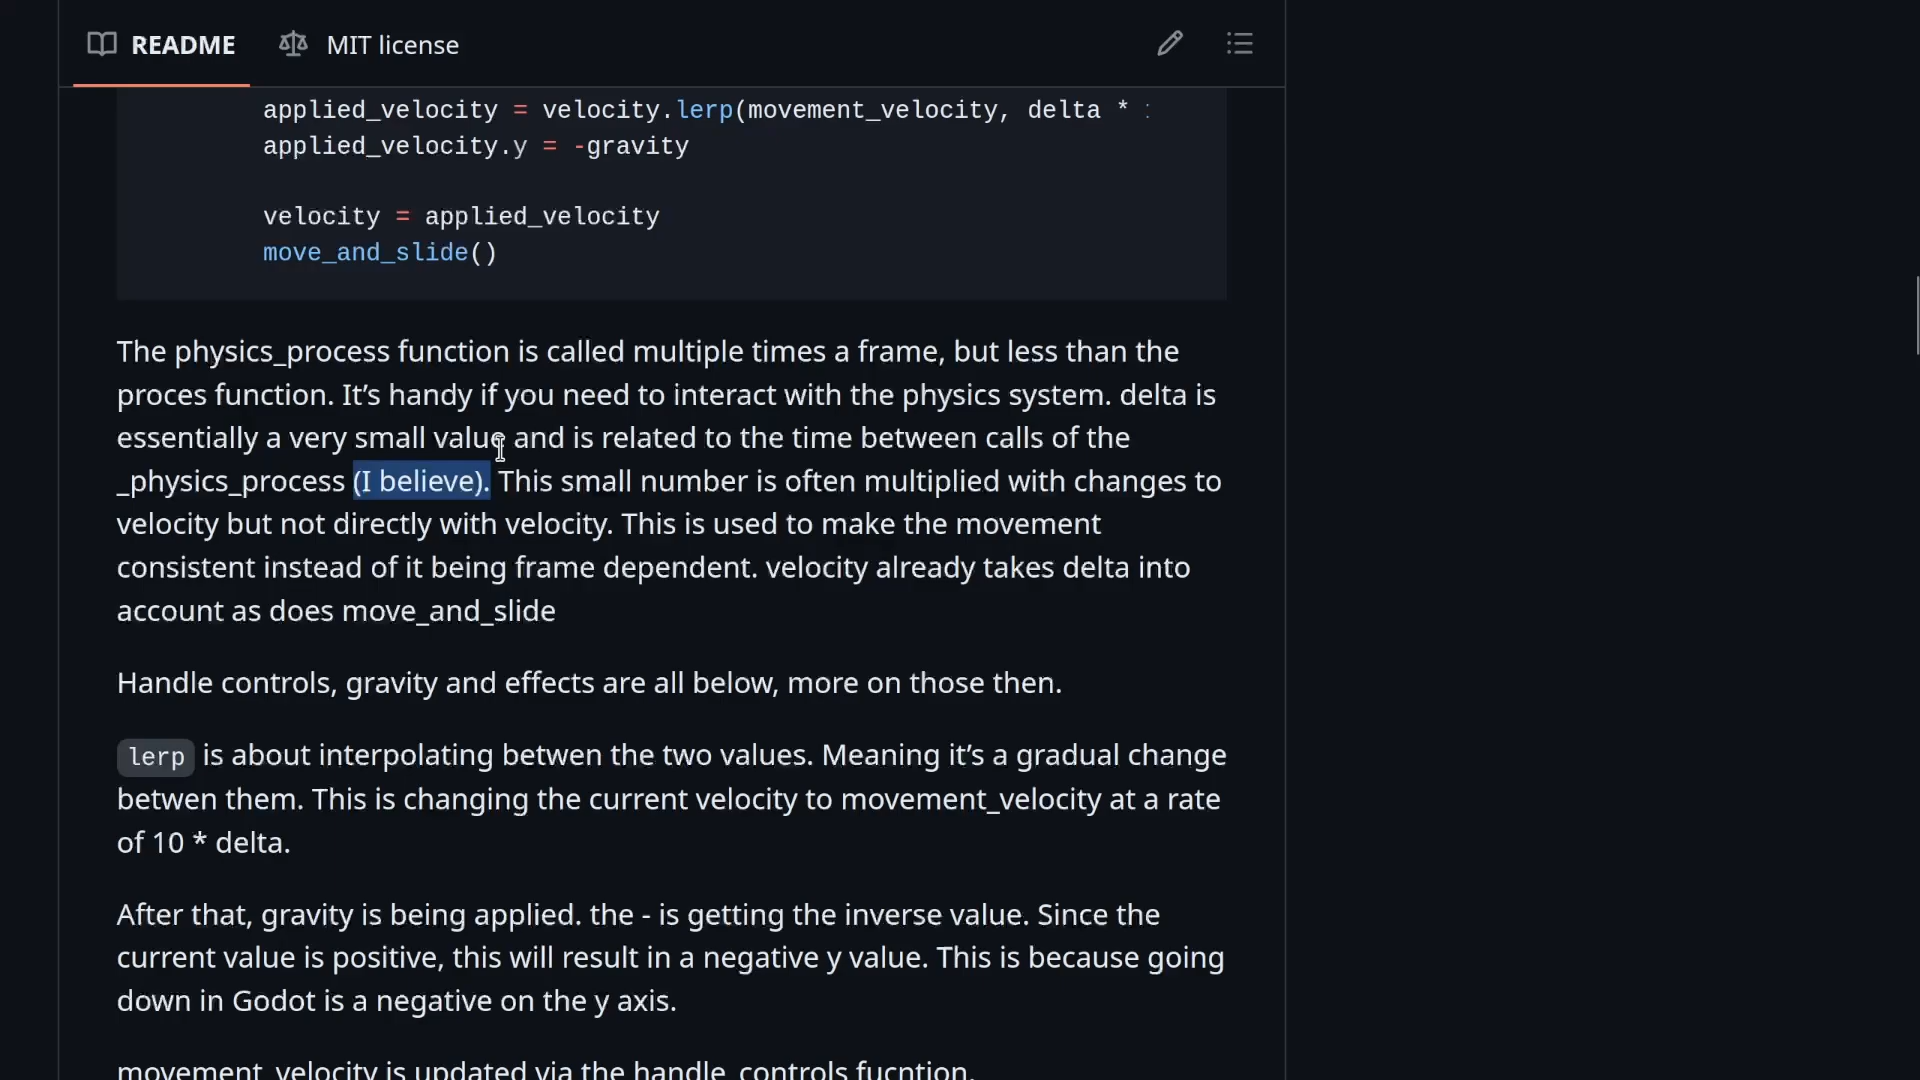 README MIT license
applied_velocity = velocity.lerp(movement_velocity, delta *
applied_velocity.y = -gravity
velocity = applied_velocity
move_and_slide()
The physics_process function is called multiple times a frame, but less than the
proces function. It’s handy if you need to interact with the physics system. delta is
essentially a very small value and is related to the time between calls of the
_physics_process (I believe). This small number is often multiplied with changes to
velocity but not directly with velocity. This is used to make the movement
consistent instead of it being frame dependent. velocity already takes delta into
account as does move_and_slide
Handle controls, gravity and effects are all below, more on those then.
lerp is about interpolating betwen the two values. Meaning it’s a gradual change
betwen them. This is changing the current velocity to movement_velocity at a rate
of 10 * delta.
After that, gravity is being applied. the - is getting the inverse value. Since the
current value is positive, this will result in a negative y value. This is because going
down in Godot is a negative on the y axis.
movement_velocity is updated via the handle_controls fucntion.